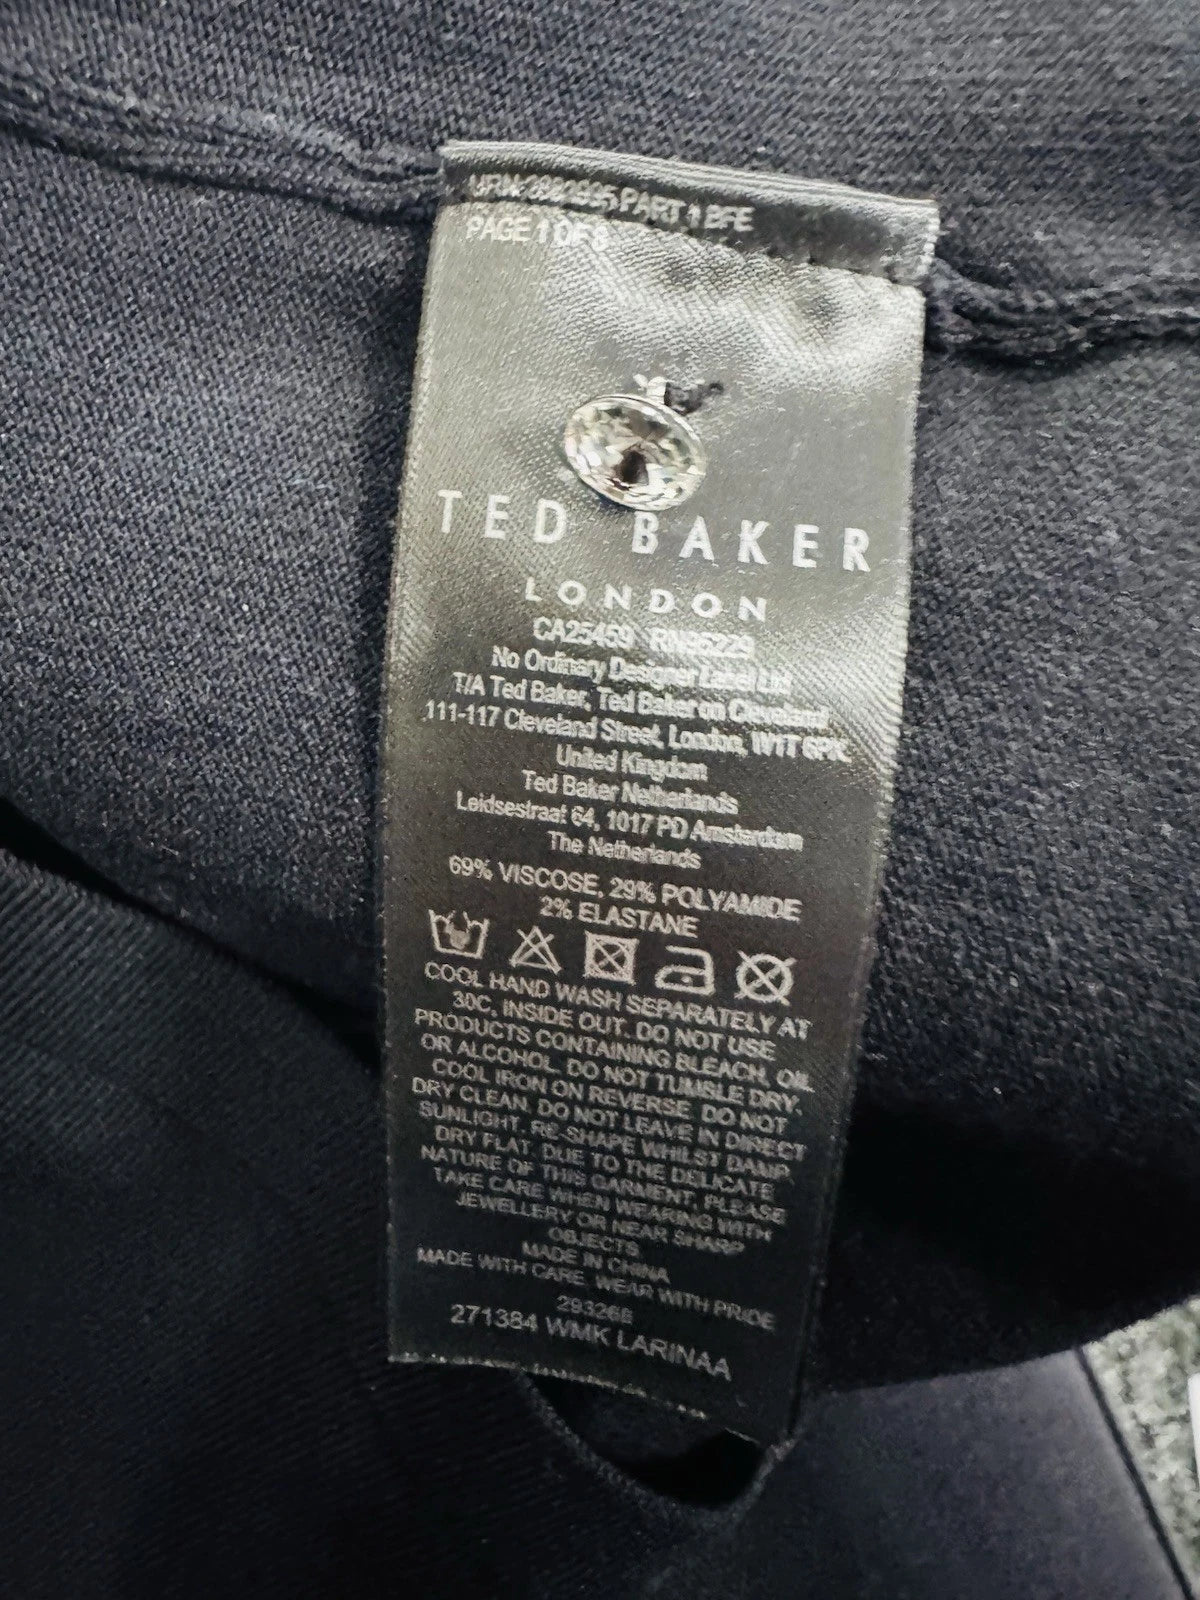 PART 1 BFE
PAGE 1 OF 8
TED BAKER
LONDON
CA25459 RN95229
No Ordinary Designer Label Ltd
T/A Ted Baker, Ted Baker on Cleveland
111-117 Cleveland Street, London, W1T 6PX
United Kingdom
Ted Baker Netherlands
Leidsestraat 64, 1017 PD Amsterdam
The Netherlands
69% VISCOSE, 29% POLYAMIDE
2% ELASTANE
COOL HAND WASH SEPARATELY AT
30C, INSIDE OUT. DO NOT USE
PRODUCTS CONTAINING BLEACH, OIL
OR ALCOHOL. DO NOT TUMBLE DRY.
COOL IRON ON REVERSE. DO NOT
DRY CLEAN. DO NOT LEAVE IN DIRECT
SUNLIGHT. RE-SHAPE WHILST DAMP.
DRY FLAT. DUE TO THE DELICATE
NATURE OF THIS GARMENT, PLEASE
TAKE CARE WHEN WEARING WITH
JEWELLERY OR NEAR SHARP
OBJECTS.
MADE IN CHINA
MADE WITH CARE, WEAR WITH PRIDE
271384 WMK LARINAA